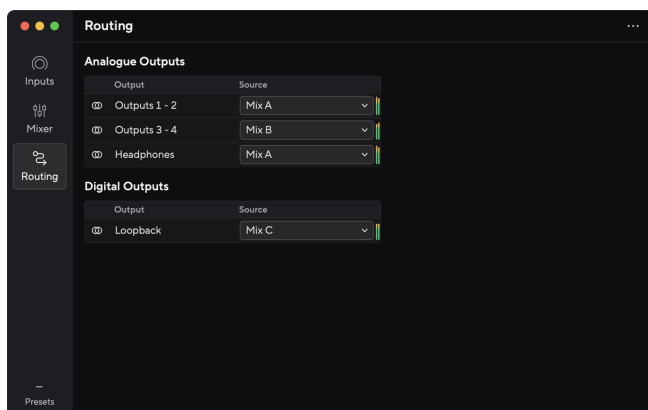 Routing
...
Inputs
Mixer
Routing
Presets
Analogue Outputs
Output Source
Outputs 1 - 2 Mix A
Outputs 3 - 4 Mix B
Headphones Mix A
Digital Outputs
Output Source
Loopback Mix C